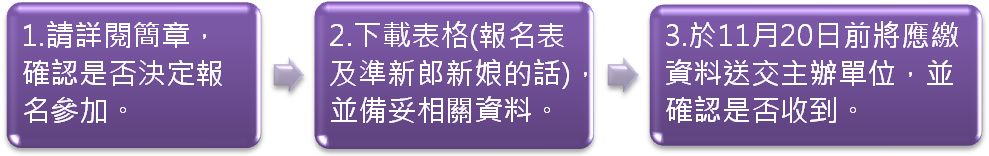 1.請詳閱簡章，
確認是否決定報
名參加。
2.下載表格(報名表
及準新郎新娘的話)，
並備妥相關資料。
3.於11月20日前將應繳
資料送交主辦單位，並
確認是否收到。